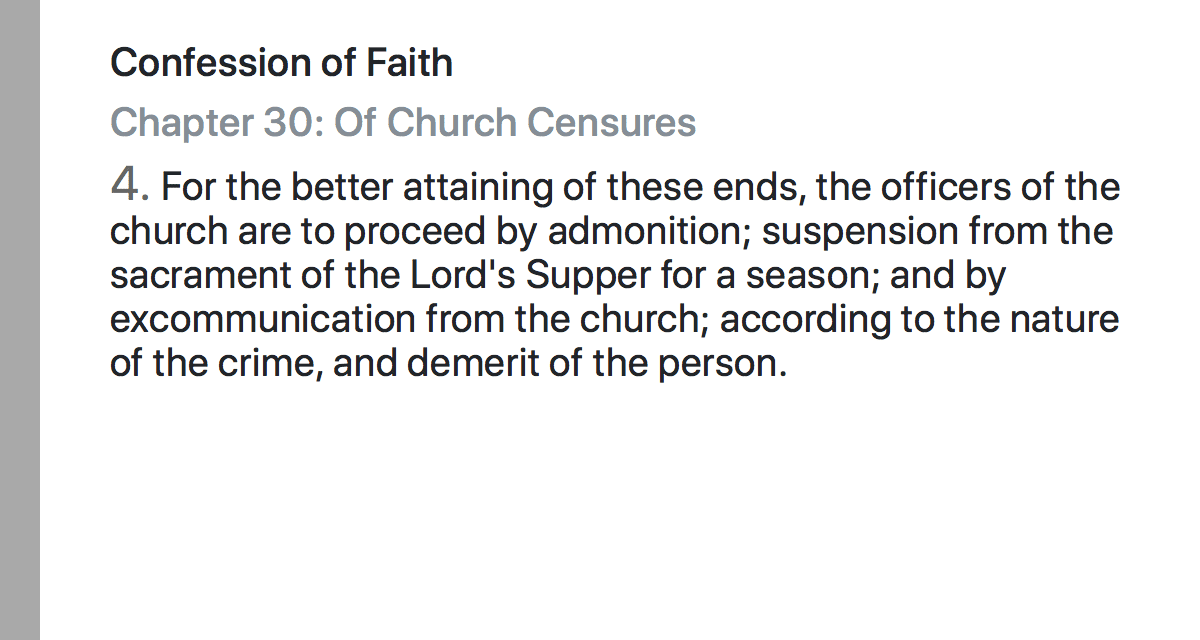 Confession of Faith
Chapter 30: Of Church Censures
4. For the better attaining of these ends, the officers of the
church are to proceed by admonition; suspension from the
sacrament of the Lord's Supper for a season; and by
excommunication from the church; according to the nature
of the crime, and demerit of the person.